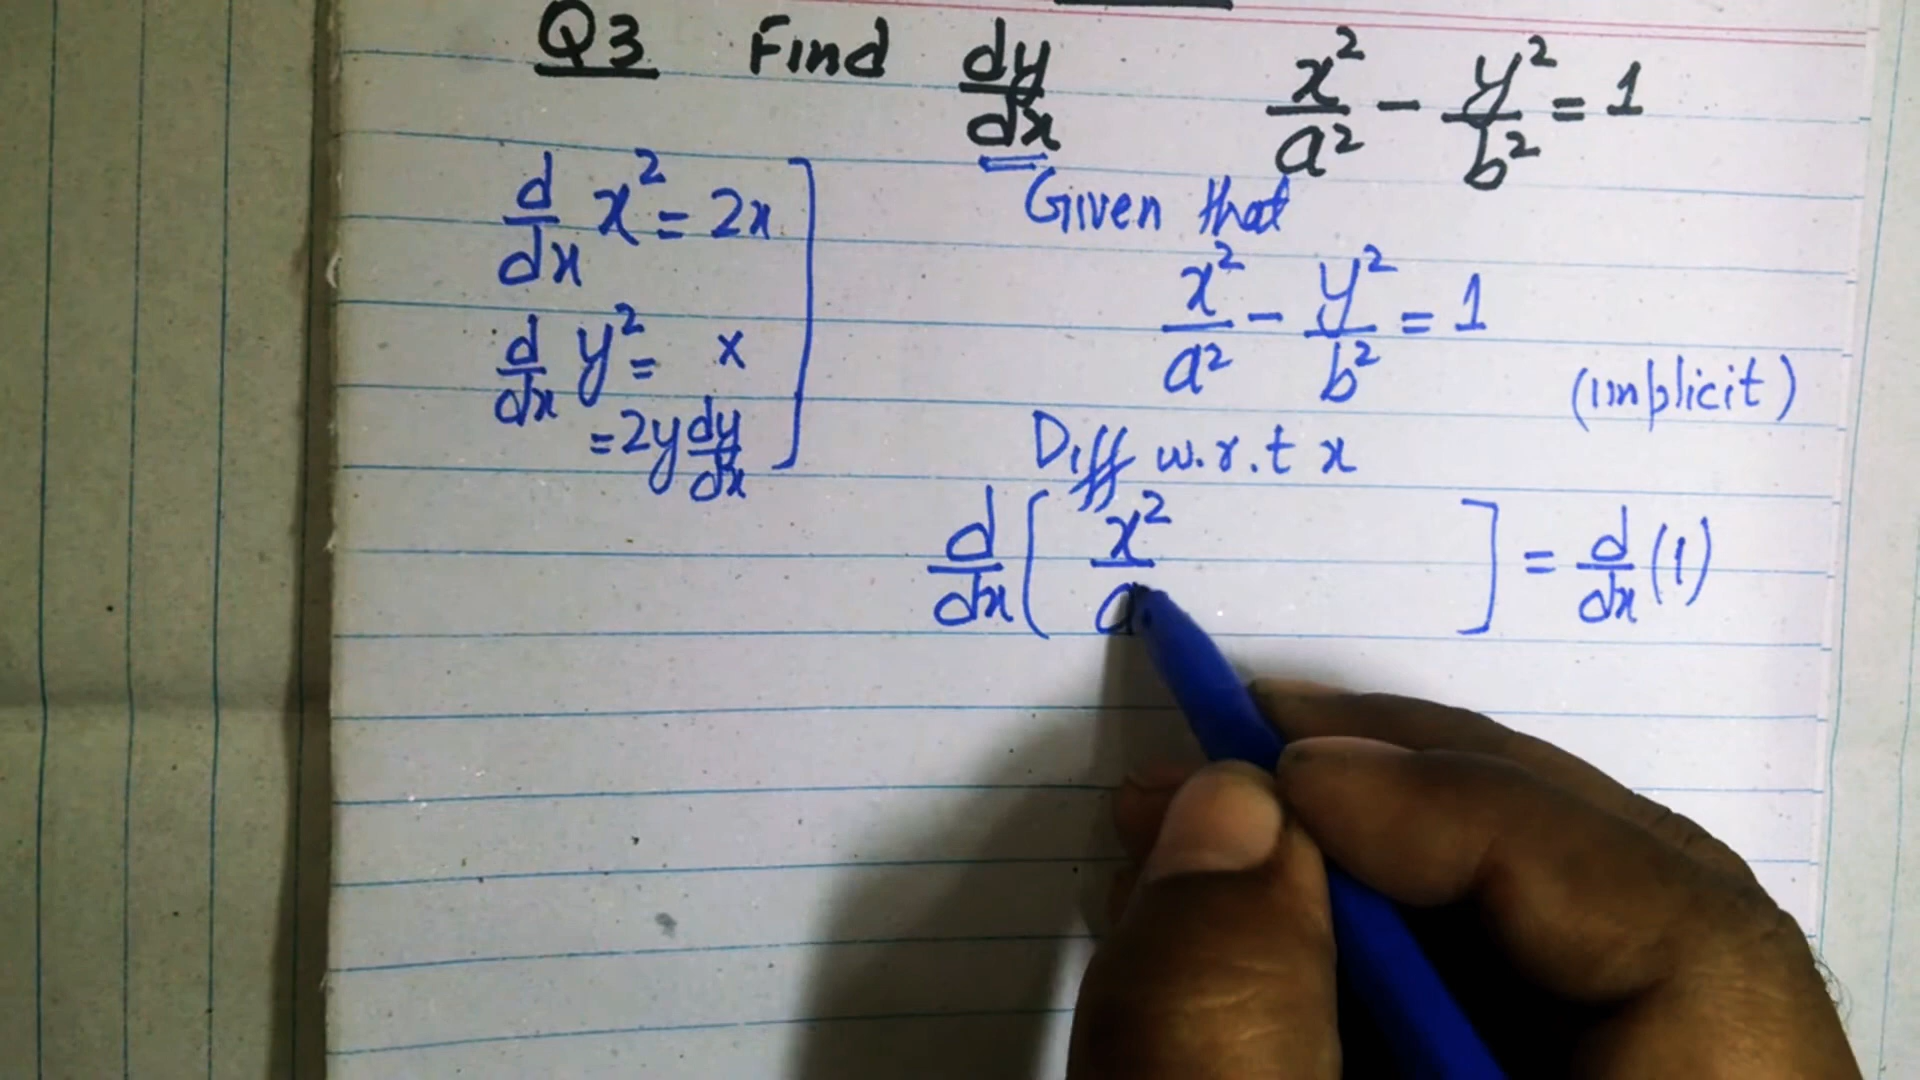 Q3 Find dy/dx x²/a² - y²/b² = 1
d/dx x² = 2x
d/dx y² = x
= 2y dy/dx
Given that
x²/a² - y²/b² = 1
(implicit)
Diff w.r.t x
d/dx [ x²/a ] = d/dx (1)